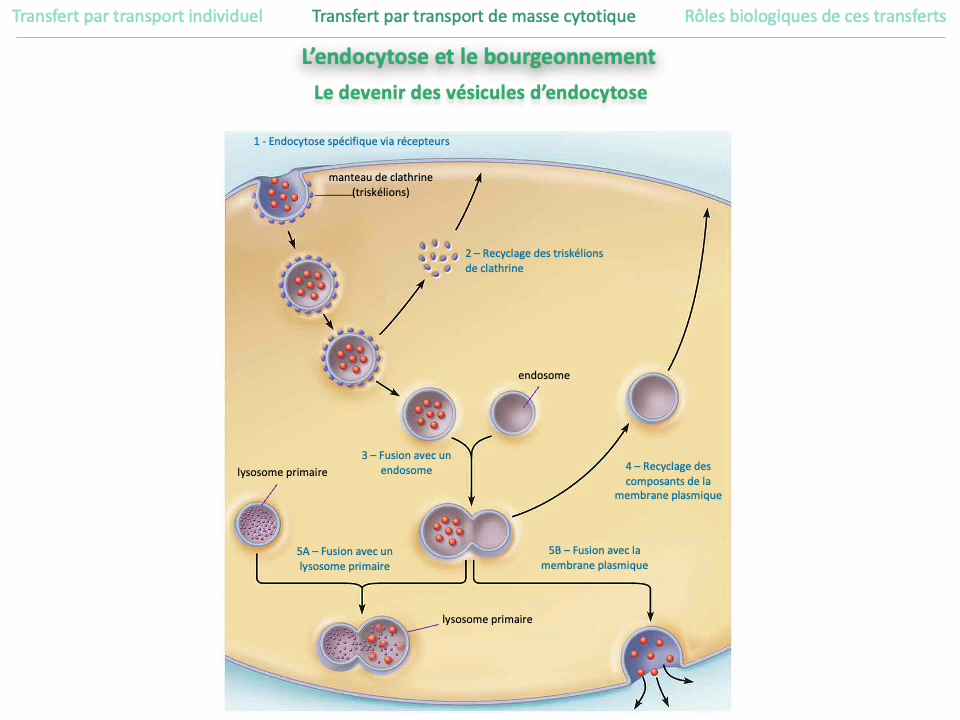 Transfert par transport individuel
Transfert par transport de masse cytotique
Rôles biologiques de ces transferts
L’endocytose et le bourgeonnement
Le devenir des vésicules d’endocytose
1 - Endocytose spécifique via récepteurs
manteau de clathrine
(triskélions)
2 – Recyclage des triskélions
de clathrine
endosome
3 – Fusion avec un
endosome
lysosome primaire
4 – Recyclage des
composants de la
membrane plasmique
5A – Fusion avec un
lysosome primaire
5B – Fusion avec la
membrane plasmique
lysosome primaire